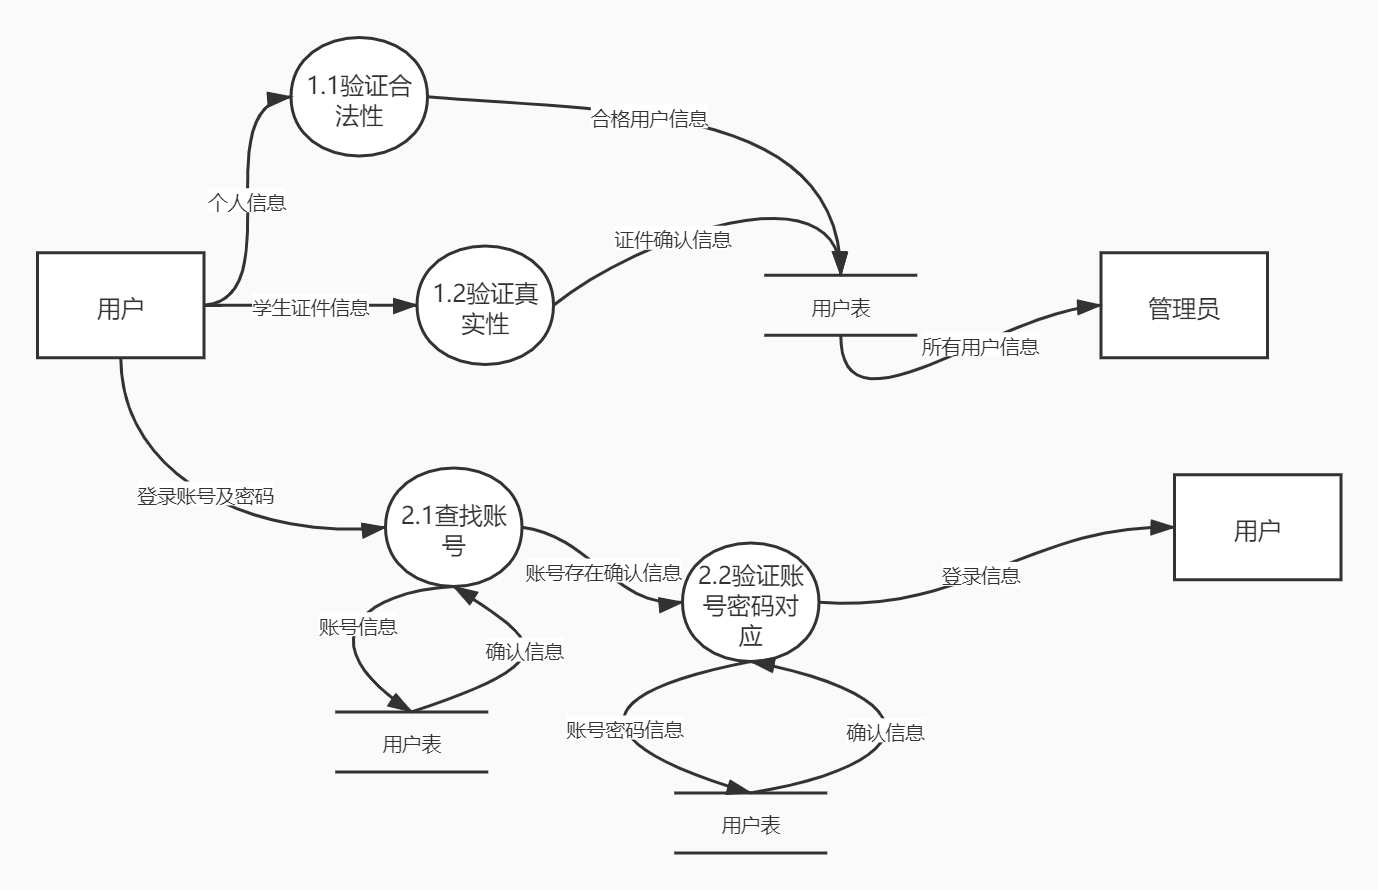 1.1验证合
法性
合格用户信息
个人信息
证件确认信息
用户
学生证件信息
1.2验证真
实性
用户表
管理员
所有用户信息
登录账号及密码
2.1查找账
号
账号存在确认信息
2.2验证账
号密码对
应
登录信息
用户
账号信息
确认信息
用户表
账号密码信息
确认信息
用户表